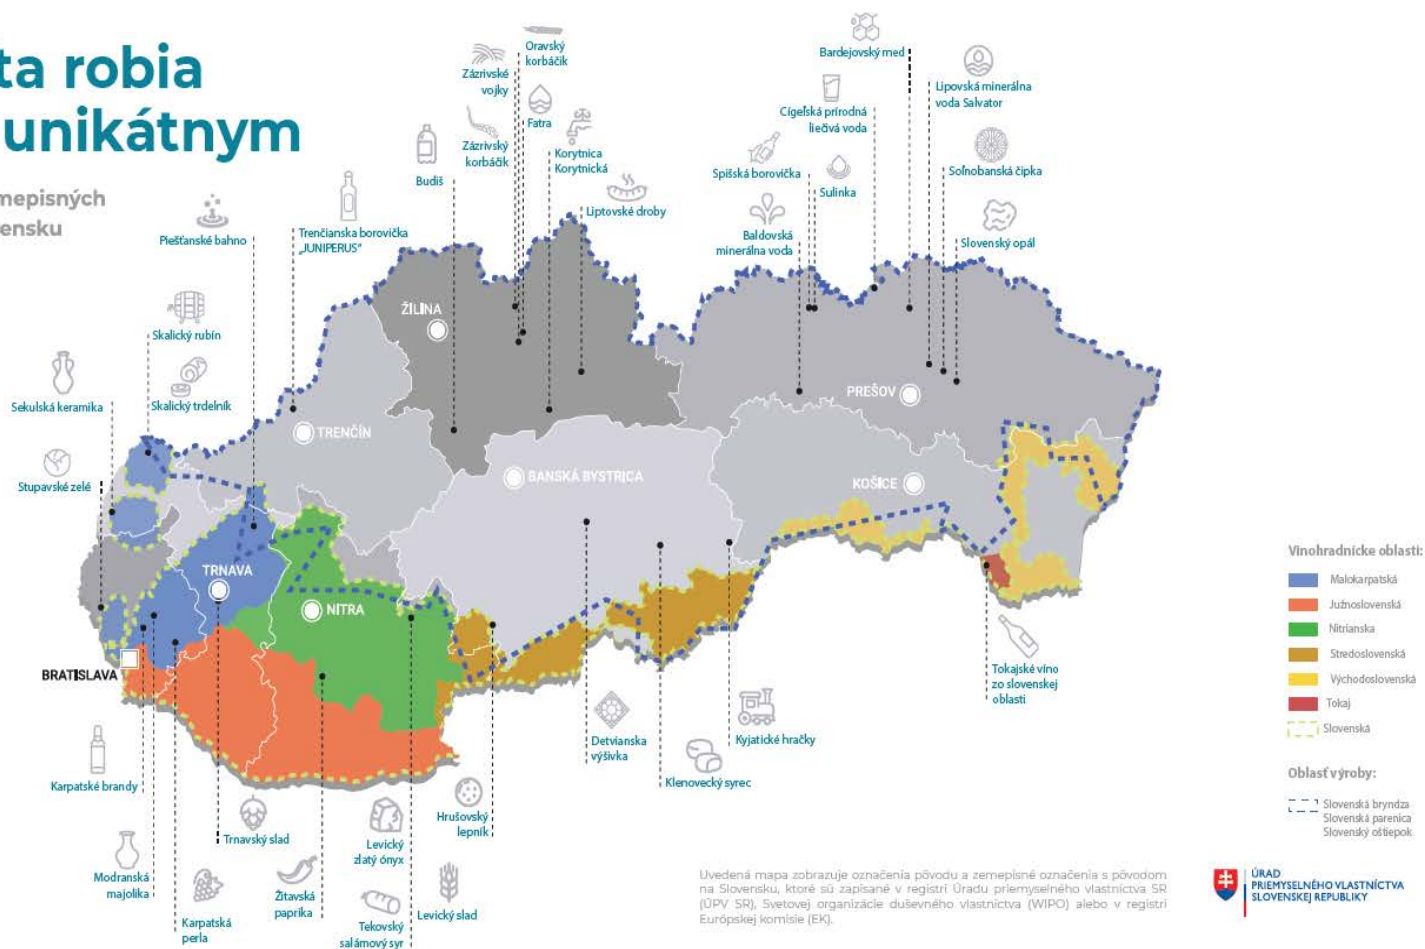 ta robia
unikátnym
mepisných
ensku
Oravský
korbáčik
Zázrivské
vojky
Fatra
Zázrivský
korbáčik
Budiš
Korytnica
Korytnická
Liptovské droby
Bardejovský med
Lipovská minerálna
voda Salvator
Cígeľská prírodná
liečivá voda
Spišská borovička
Sulinka
Soľnobanská čipka
Baldovská
minerálna voda
Slovenský opál
Piešťanské bahno
Trenčianska borovička
„JUNIPERUS“
Skalický rubín
Skalický trdelník
Sekulská keramika
Stupavské zelé
ŽILINA
TRENČÍN
PREŠOV
BANSKÁ BYSTRICA
KOŠICE
TRNAVA
NITRA
BRATISLAVA
Karpatské brandy
Modranská
majolika
Karpatská
perla
Trnavský slad
Žitavská
paprika
Levický
zlatý ónyx
Tekovský
salámový syr
Levický slad
Hrušovský
lepník
Detvianska
výšivka
Klenovecký syrec
Kyjatické hračky
Tokajské víno
zo slovenskej
oblasti
Vinohradnícke oblasti:
Malokarpatská
Južnoslovenská
Nitrianska
Stredoslovenská
Východoslovenská
Tokaj
Slovenská
Oblasť výroby:
Slovenská bryndza
Slovenská parenica
Slovenský oštiepok
Uvedená mapa zobrazuje označenia pôvodu a zemepisné označenia s pôvodom
na Slovensku, ktoré sú zapísané v registri Úradu priemyselného vlastníctva SR
(ÚPV SR), Svetovej organizácie duševného vlastníctva (WIPO) alebo v registri
Európskej komisie (EK).
ÚRAD
PRIEMYSELNÉHO VLASTNÍCTVA
SLOVENSKEJ REPUBLIKY